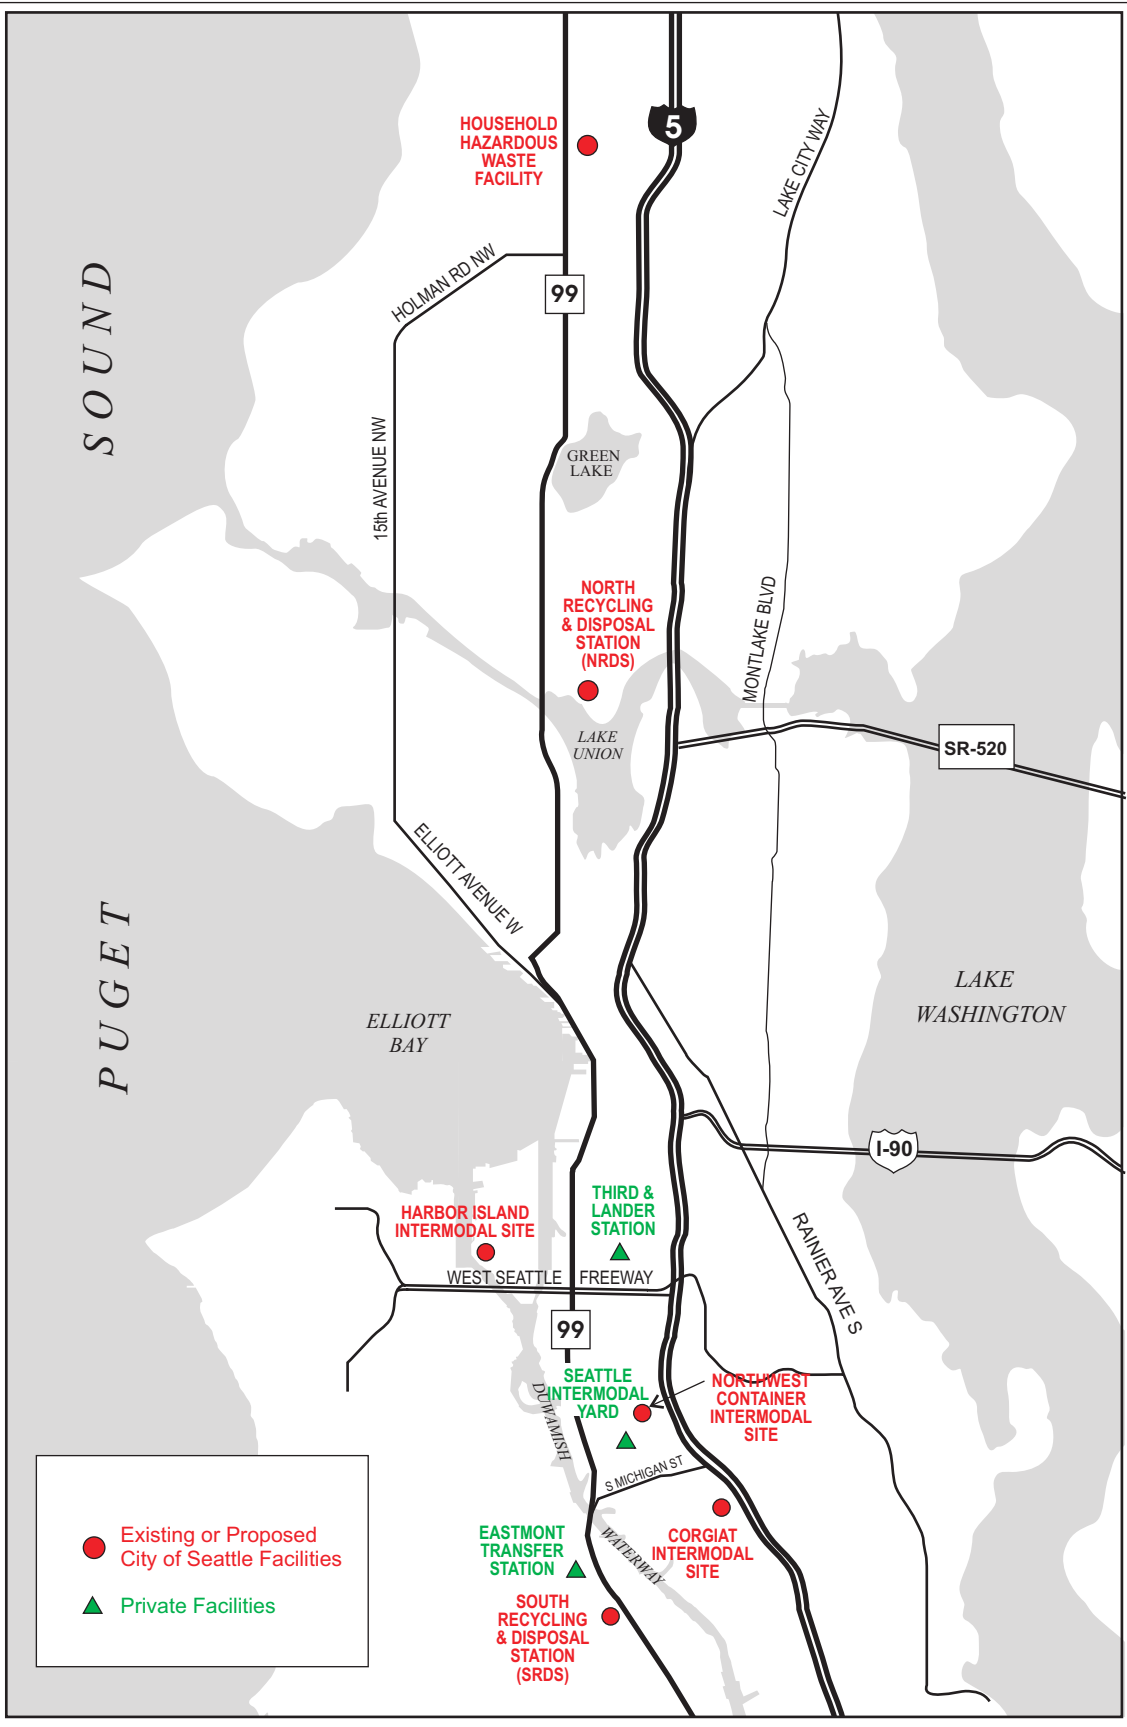 HOUSEHOLD
HAZARDOUS
WASTE
FACILITY
5
LAKE CITY WAY
HOLMAN RD NW
99
SOUND
15th AVENUE NW
GREEN
LAKE
NORTH
RECYCLING
& DISPOSAL
STATION
(NRDS)
MONTLAKE BLVD
LAKE
UNION
SR-520
ELLIOTT AVENUE W
PUGET
LAKE
WASHINGTON
ELLIOTT
BAY
I-90
THIRD &
LANDER
STATION
HARBOR ISLAND
INTERMODAL SITE
RAINIER AVE S
WEST SEATTLE FREEWAY
99
SEATTLE
INTERMODAL
YARD
NORTHWEST
CONTAINER
INTERMODAL
SITE
DUWAMISH
S MICHIGAN ST
EASTMONT
TRANSFER
STATION
WATERWAY
CORGIAT
INTERMODAL
SITE
SOUTH
RECYCLING
& DISPOSAL
STATION
(SRDS)
Existing or Proposed
City of Seattle Facilities
Private Facilities